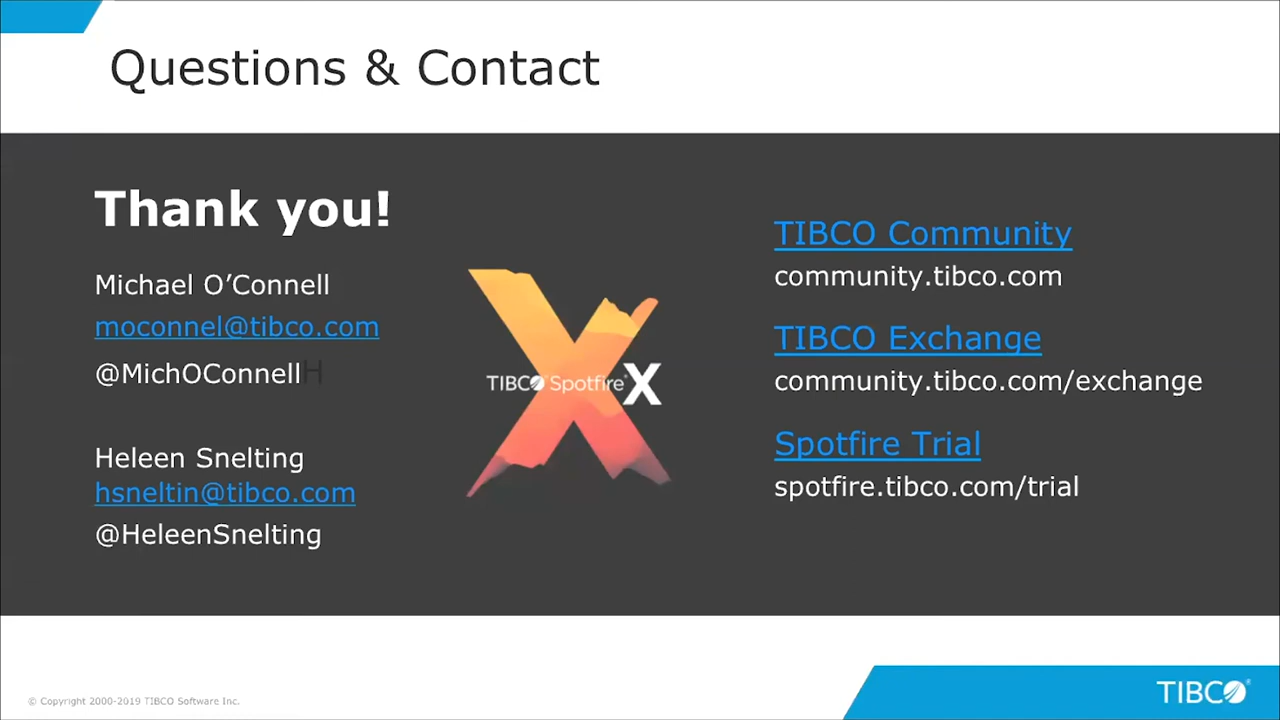 Questions & Contact
Thank you!
Michael O’Connell
moconnel@tibco.com
@MichOConnellH
Heleen Snelting
hsneltin@tibco.com
@HeleenSnelting
TIBCO Spotfire® X
TIBCO Community
community.tibco.com
TIBCO Exchange
community.tibco.com/exchange
Spotfire Trial
spotfire.tibco.com/trial
© Copyright 2000-2019 TIBCO Software Inc.
TIBCO®